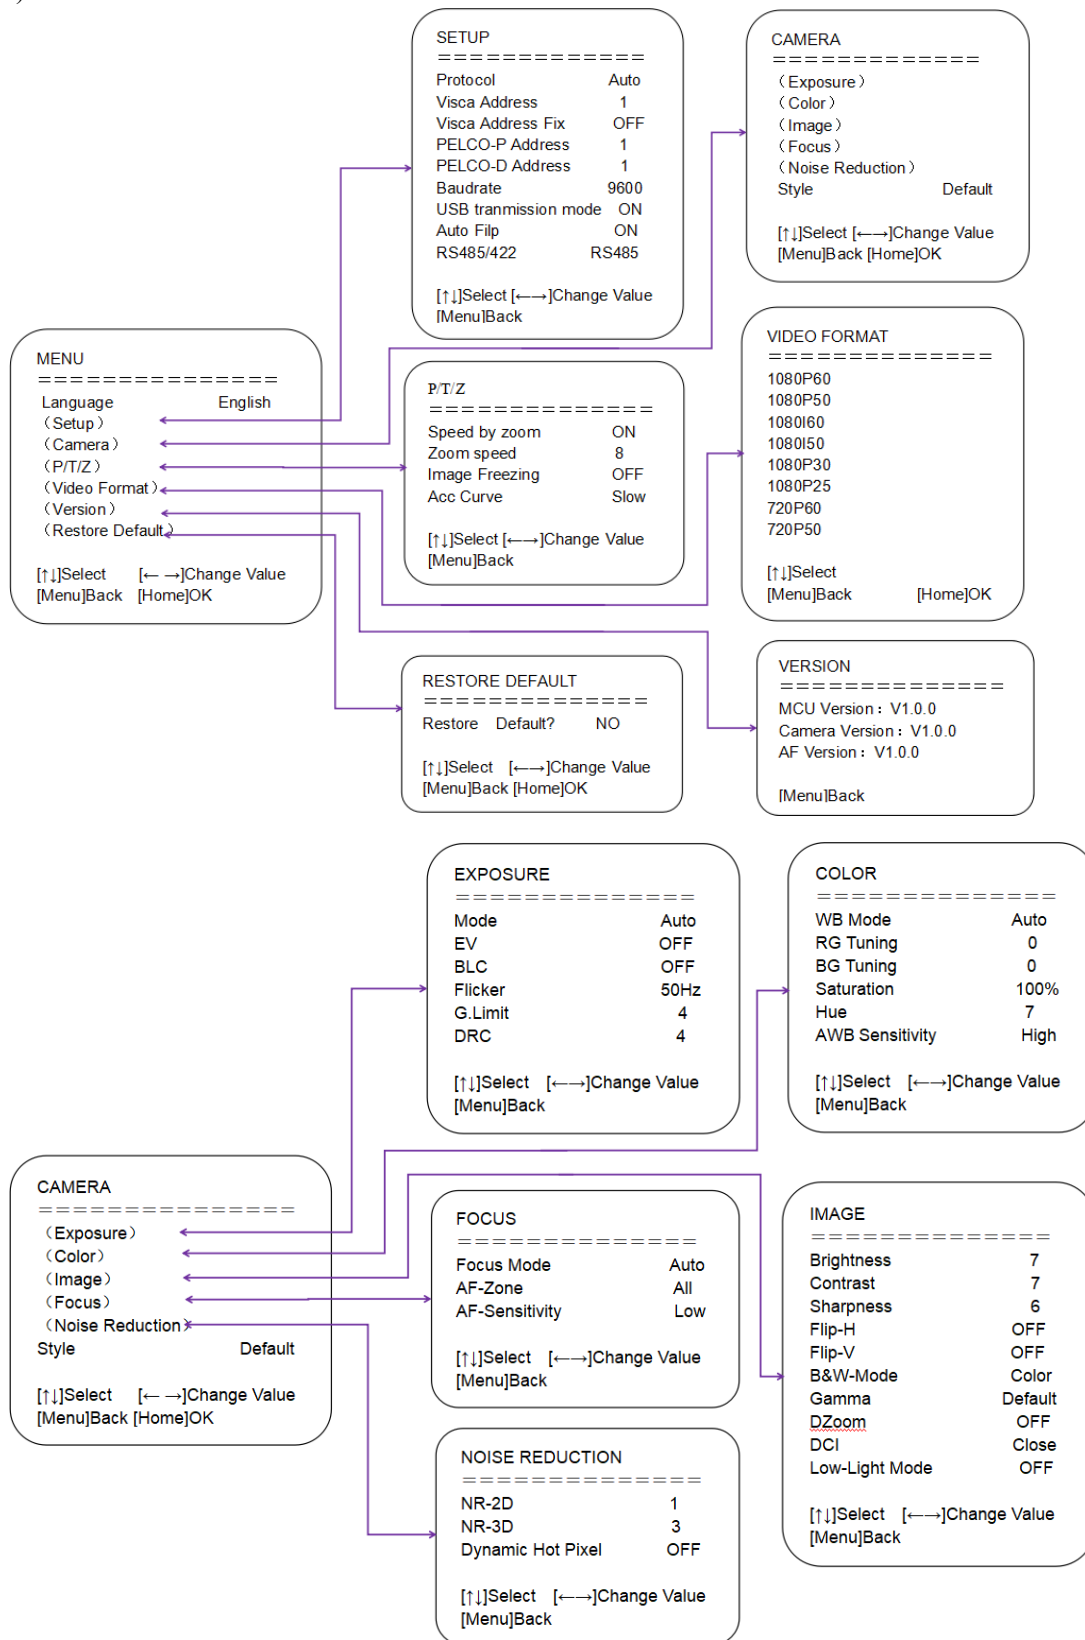 )
SETUP
=============
Protocol Auto
Visca Address 1
Visca Address Fix OFF
PELCO-P Address 1
PELCO-D Address 1
Baudrate 9600
USB tranmission mode ON
Auto Filp ON
RS485/422 RS485
[↑↓]Select [←→]Change Value
[Menu]Back
CAMERA
=============
（Exposure）
（Color）
（Image）
（Focus）
（Noise Reduction）
Style Default
[↑↓]Select [←→]Change Value
[Menu]Back [Home]OK
MENU
===============
Language English
（Setup）
（Camera）
（P/T/Z）
（Video Format）
（Version）
（Restore Default）
[↑↓]Select [← →]Change Value
[Menu]Back [Home]OK
P/T/Z
==============
Speed by zoom ON
Zoom speed 8
Image Freezing OFF
Acc Curve Slow
[↑↓]Select [←→]Change Value
[Menu]Back
VIDEO FORMAT
==============
1080P60
1080P50
1080I60
1080I50
1080P30
1080P25
720P60
720P50
[↑↓]Select
[Menu]Back [Home]OK
RESTORE DEFAULT
==============
Restore Default? NO
[↑↓]Select [←→]Change Value
[Menu]Back [Home]OK
VERSION
==============
MCU Version：V1.0.0
Camera Version：V1.0.0
AF Version：V1.0.0
[Menu]Back
EXPOSURE
==============
Mode Auto
EV OFF
BLC OFF
Flicker 50Hz
G.Limit 4
DRC 4
[↑↓]Select [←→]Change Value
[Menu]Back
COLOR
==============
WB Mode Auto
RG Tuning 0
BG Tuning 0
Saturation 100%
Hue 7
AWB Sensitivity High
[↑↓]Select [←→]Change Value
[Menu]Back
CAMERA
===============
（Exposure）
（Color）
（Image）
（Focus）
（Noise Reduction）
Style Default
[↑↓]Select [← →]Change Value
[Menu]Back [Home]OK
FOCUS
==============
Focus Mode Auto
AF-Zone All
AF-Sensitivity Low
[↑↓]Select [←→]Change Value
[Menu]Back
IMAGE
==============
Brightness 7
Contrast 7
Sharpness 6
Flip-H OFF
Flip-V OFF
B&W-Mode Color
Gamma Default
DZoom OFF
DCI Close
Low-Light Mode OFF
[↑↓]Select [←→]Change Value
[Menu]Back
NOISE REDUCTION
==============
NR-2D 1
NR-3D 3
Dynamic Hot Pixel OFF
[↑↓]Select [←→]Change Value
[Menu]Back